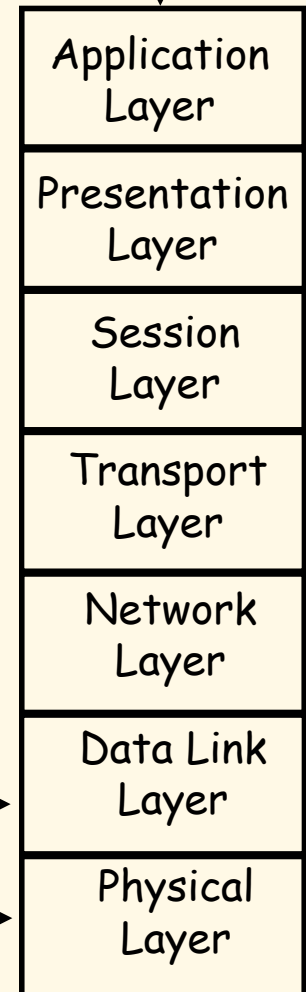 Application
Layer
Presentation
Layer
Session
Layer
Transport
Layer
Network
Layer
Data Link
Layer
Physical
Layer